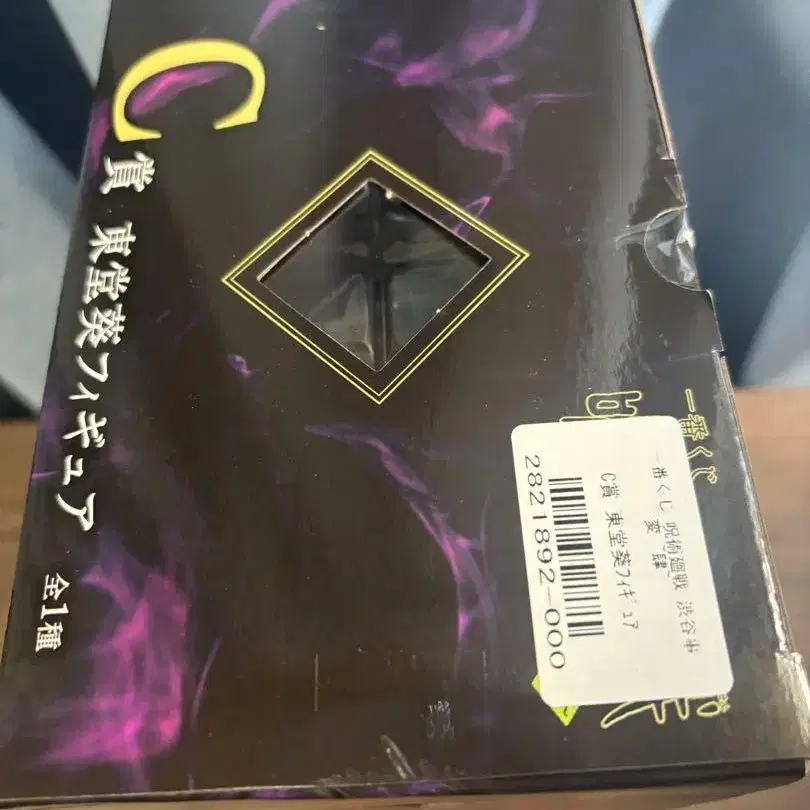 C賞 東堂葵フィギュア 全1種
一番くじ
一番くじ 呪術廻戦 渋谷事
変 肆
C賞 東堂葵フィギュア
2821892-000